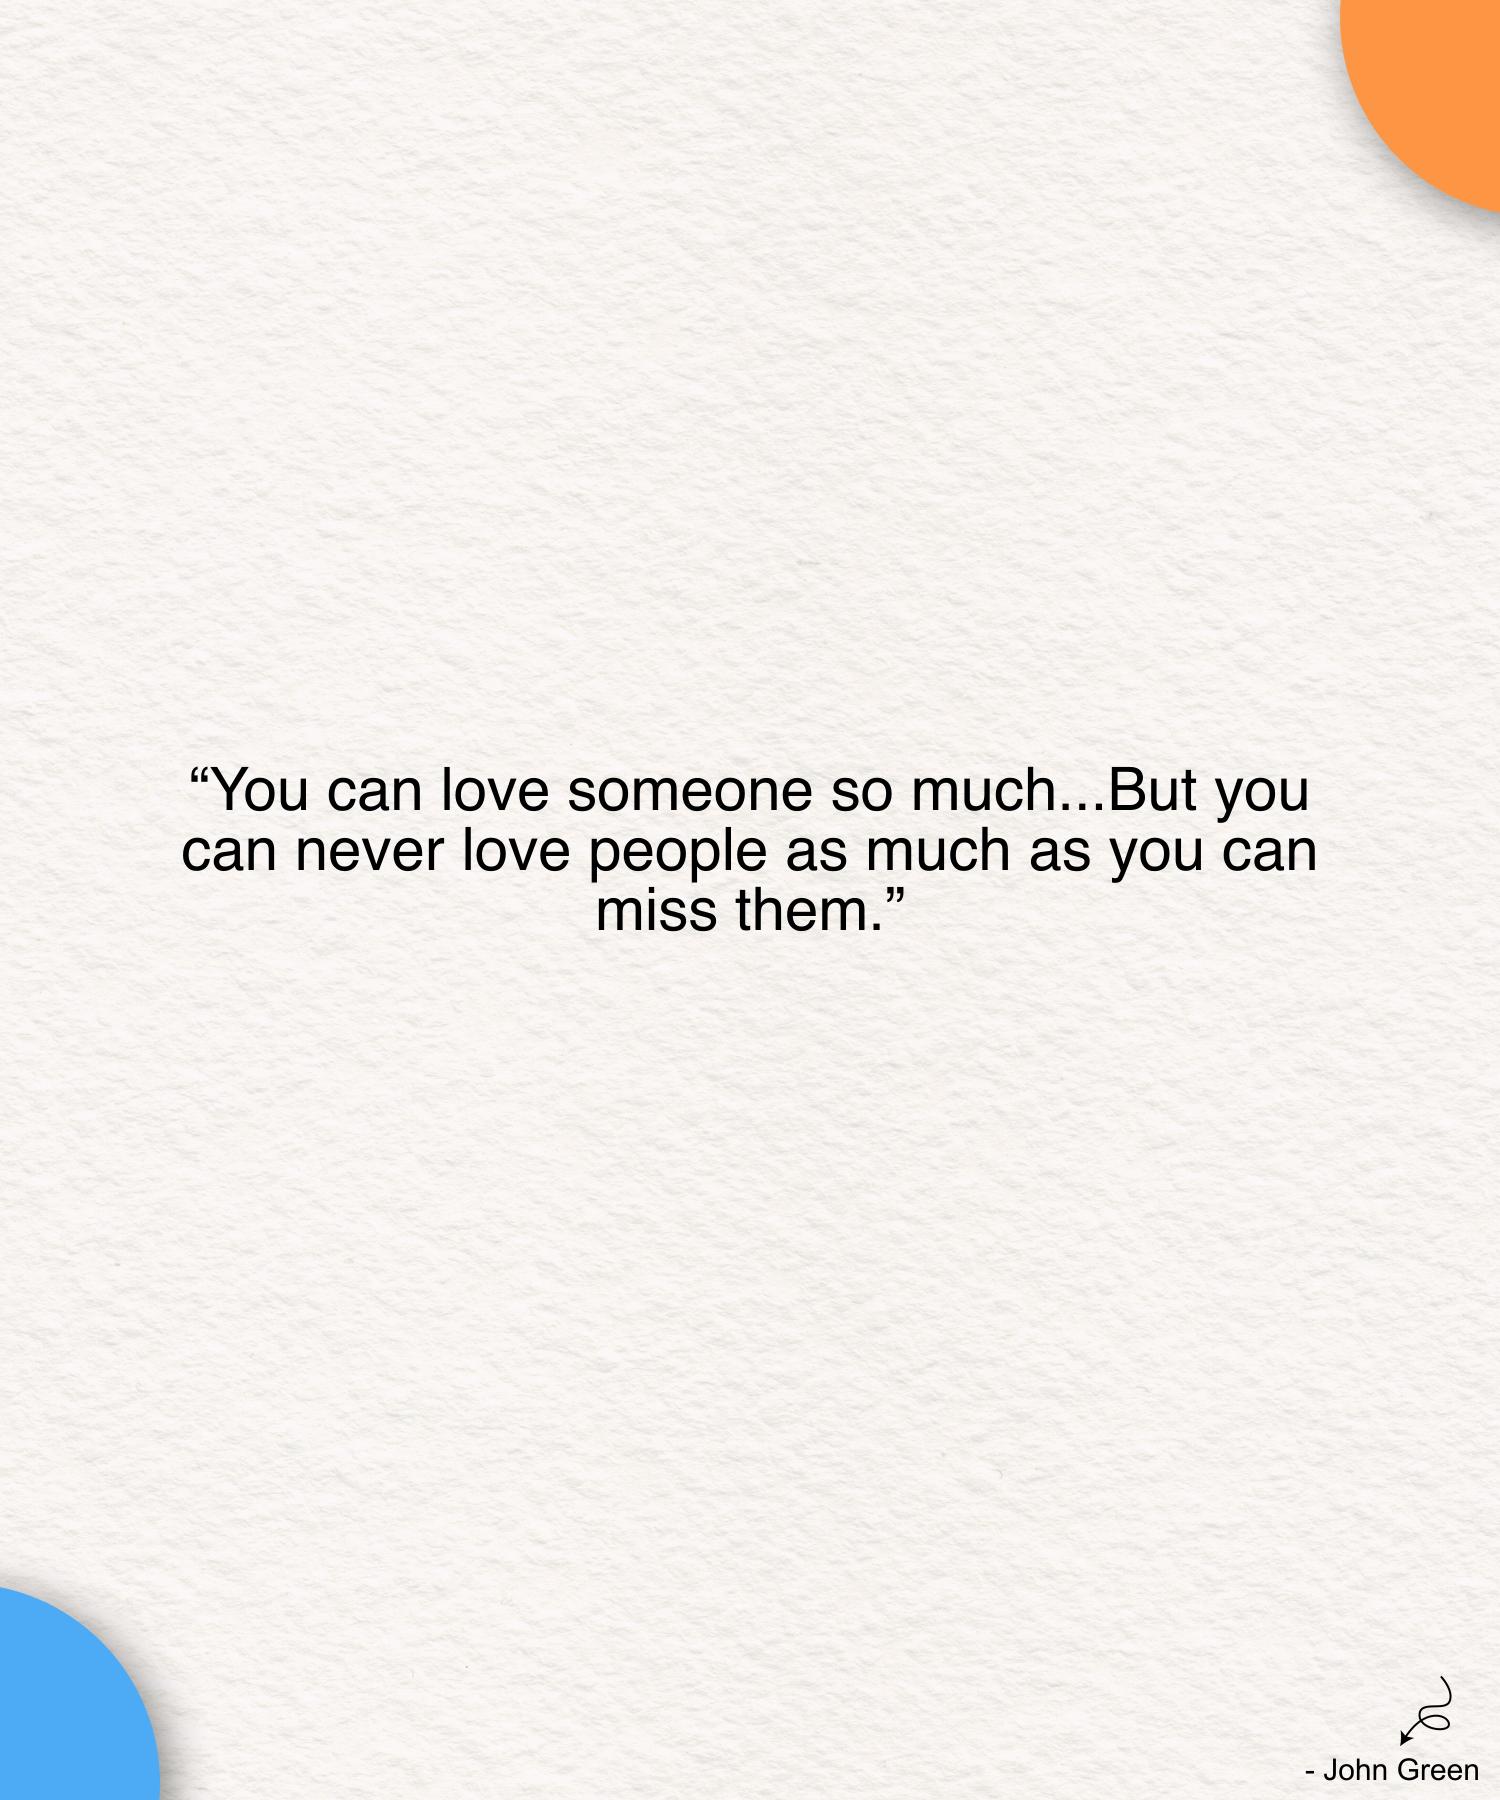 “You can love someone so much...But you
can never love people as much as you can
miss them.”
- John Green